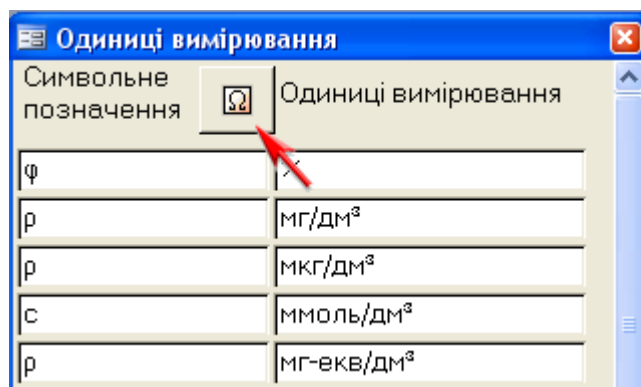 Одиниці вимірювання
Символьне позначення Ω Одиниці вимірювання
φ
ρ мг/дм³
ρ мкг/дм³
с ммоль/дм³
ρ мг-екв/дм³